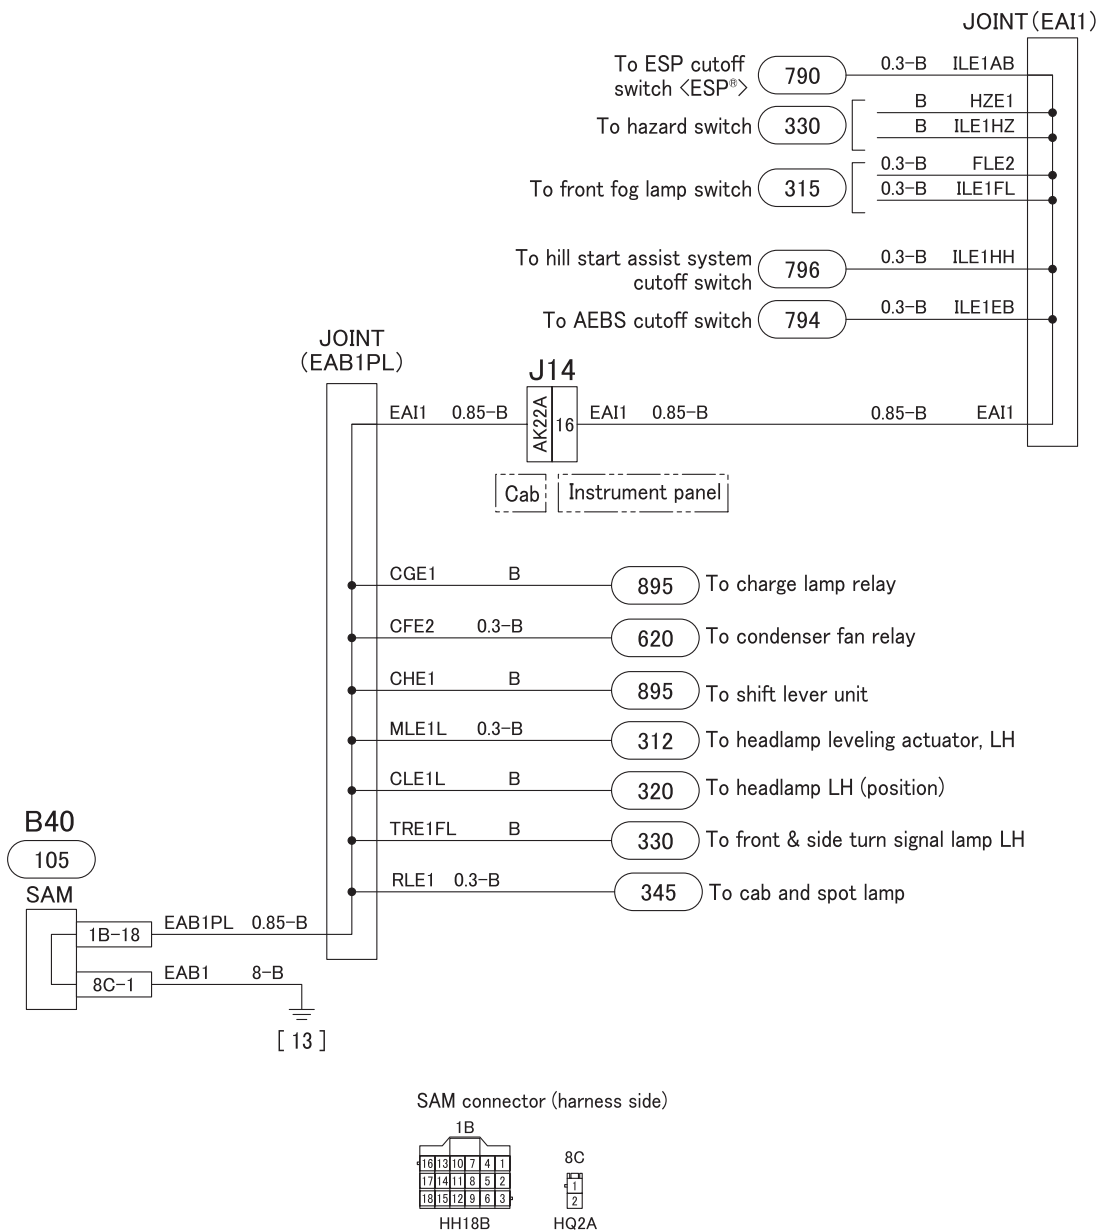 JOINT (EAI1)
To ESP cutoff
switch <ESP®>
790
0.3-B ILE1AB
To hazard switch
330
B HZE1
B ILE1HZ
To front fog lamp switch
315
0.3-B FLE2
0.3-B ILE1FL
To hill start assist system
cutoff switch
796
0.3-B ILE1HH
To AEBS cutoff switch
794
0.3-B ILE1EB
JOINT
(EAB1PL)
J14
EAI1 0.85-B
AK22A
16
EAI1 0.85-B
0.85-B EAI1
Cab
Instrument panel
CGE1 B
895
To charge lamp relay
CFE2 0.3-B
620
To condenser fan relay
CHE1 B
895
To shift lever unit
MLE1L 0.3-B
312
To headlamp leveling actuator, LH
CLE1L B
320
To headlamp LH (position)
TRE1FL B
330
To front & side turn signal lamp LH
RLE1 0.3-B
345
To cab and spot lamp
B40
105
SAM
1B-18
EAB1PL 0.85-B
8C-1
EAB1 8-B
[ 13 ]
SAM connector (harness side)
1B
16 13 10 7 4 1
17 14 11 8 5 2
18 15 12 9 6 3
HH18B
8C
1
2
HQ2A